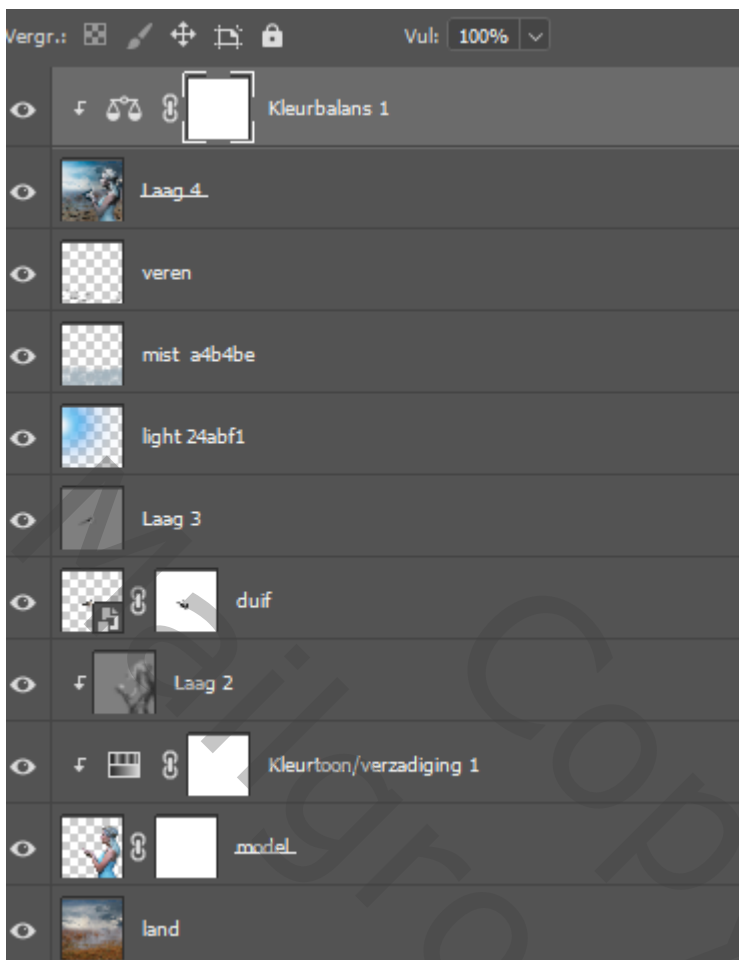 Vergr.: Vul: 100%
Kleurbalans 1
Laag 4
veren
mist a4b4be
light 24abf1
Laag 3
duif
Laag 2
Kleurtoon/verzadiging 1
model
land